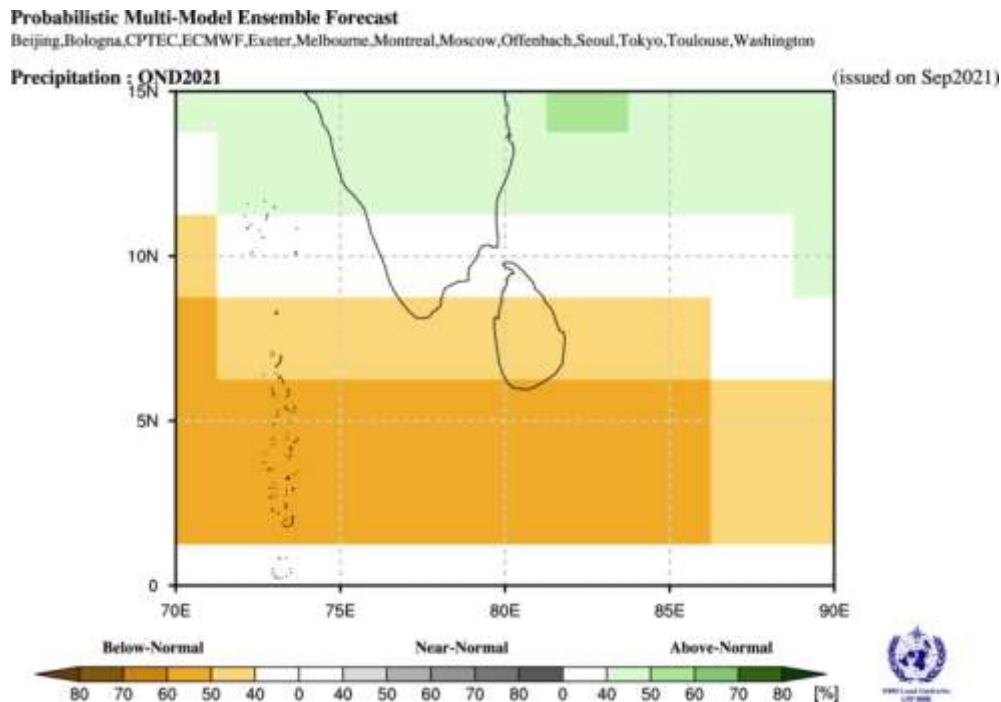 Probabilistic Multi-Model Ensemble Forecast
Beijing,Bologna,CPTEC,ECMWF,Exeter,Melbourne,Montreal,Moscow,Offenbach,Seoul,Tokyo,Toulouse,Washington
Precipitation : OND2021 (issued on Sep2021)
15N
10N
5N
0
70E 75E 80E 85E 90E
Below-Normal Near-Normal Above-Normal
80 70 60 50 40 0 40 50 60 70 80 0 40 50 60 70 80 [%]